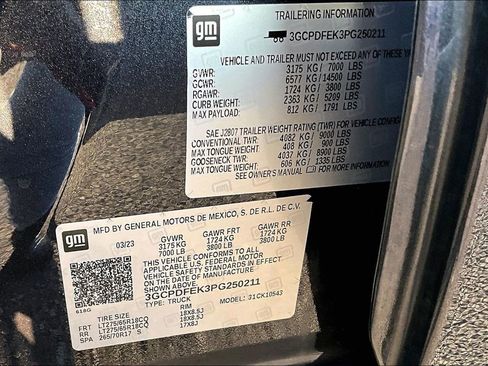 gm
TRAILERING INFORMATION
3GCPDFEK3PG250211
VEHICLE AND TRAILER MUST NOT EXCEED ANY OF THESE
GVWR: 3175 KG/ 7000 LBS
GCWR: 6577 KG/ 14500 LBS
RGAWR: 1724 KG/ 3800 LBS
CURB WEIGHT: 2363 KG/ 5209 LBS
MAX PAYLOAD: 812 KG/ 1791 LBS
SAE J2807 TRAILER WEIGHT RATING (TWR) FOR VEHICLE
CONVENTIONAL TWR: 4082 KG/ 9000 LBS
MAX TONGUE WEIGHT: 408 KG/ 900 LBS
GOOSENECK TWR: 4037 KG/ 8900 LBS
MAX TONGUE WEIGHT: 606 KG/ 1335 LBS
SEE OWNER'S MANUAL FOR MORE INFORMATION
gm
MFD BY GENERAL MOTORS DE MEXICO, S. DE R.L. DE C.V.
03/23 GVWR GAWR FRT GAWR RR
3175 KG 1724 KG 1724 KG
7000 LB 3800 LB 3800 LB
THIS VEHICLE CONFORMS TO ALL
APPLICABLE U.S. FEDERAL MOTOR
VEHICLE SAFETY STANDARDS IN EFFECT
ON THE DATE OF MANUFACTURE
SHOWN ABOVE.
3GCPDFEK3PG250211
TYPE: TRUCK MODEL: 31CK10543
618G
TIRE SIZE RIM
FRT LT275/65R18CQ 18X8.5J
RR LT275/65R18CQ 18X8.5J
SPA 265/70R17 S 17X8J